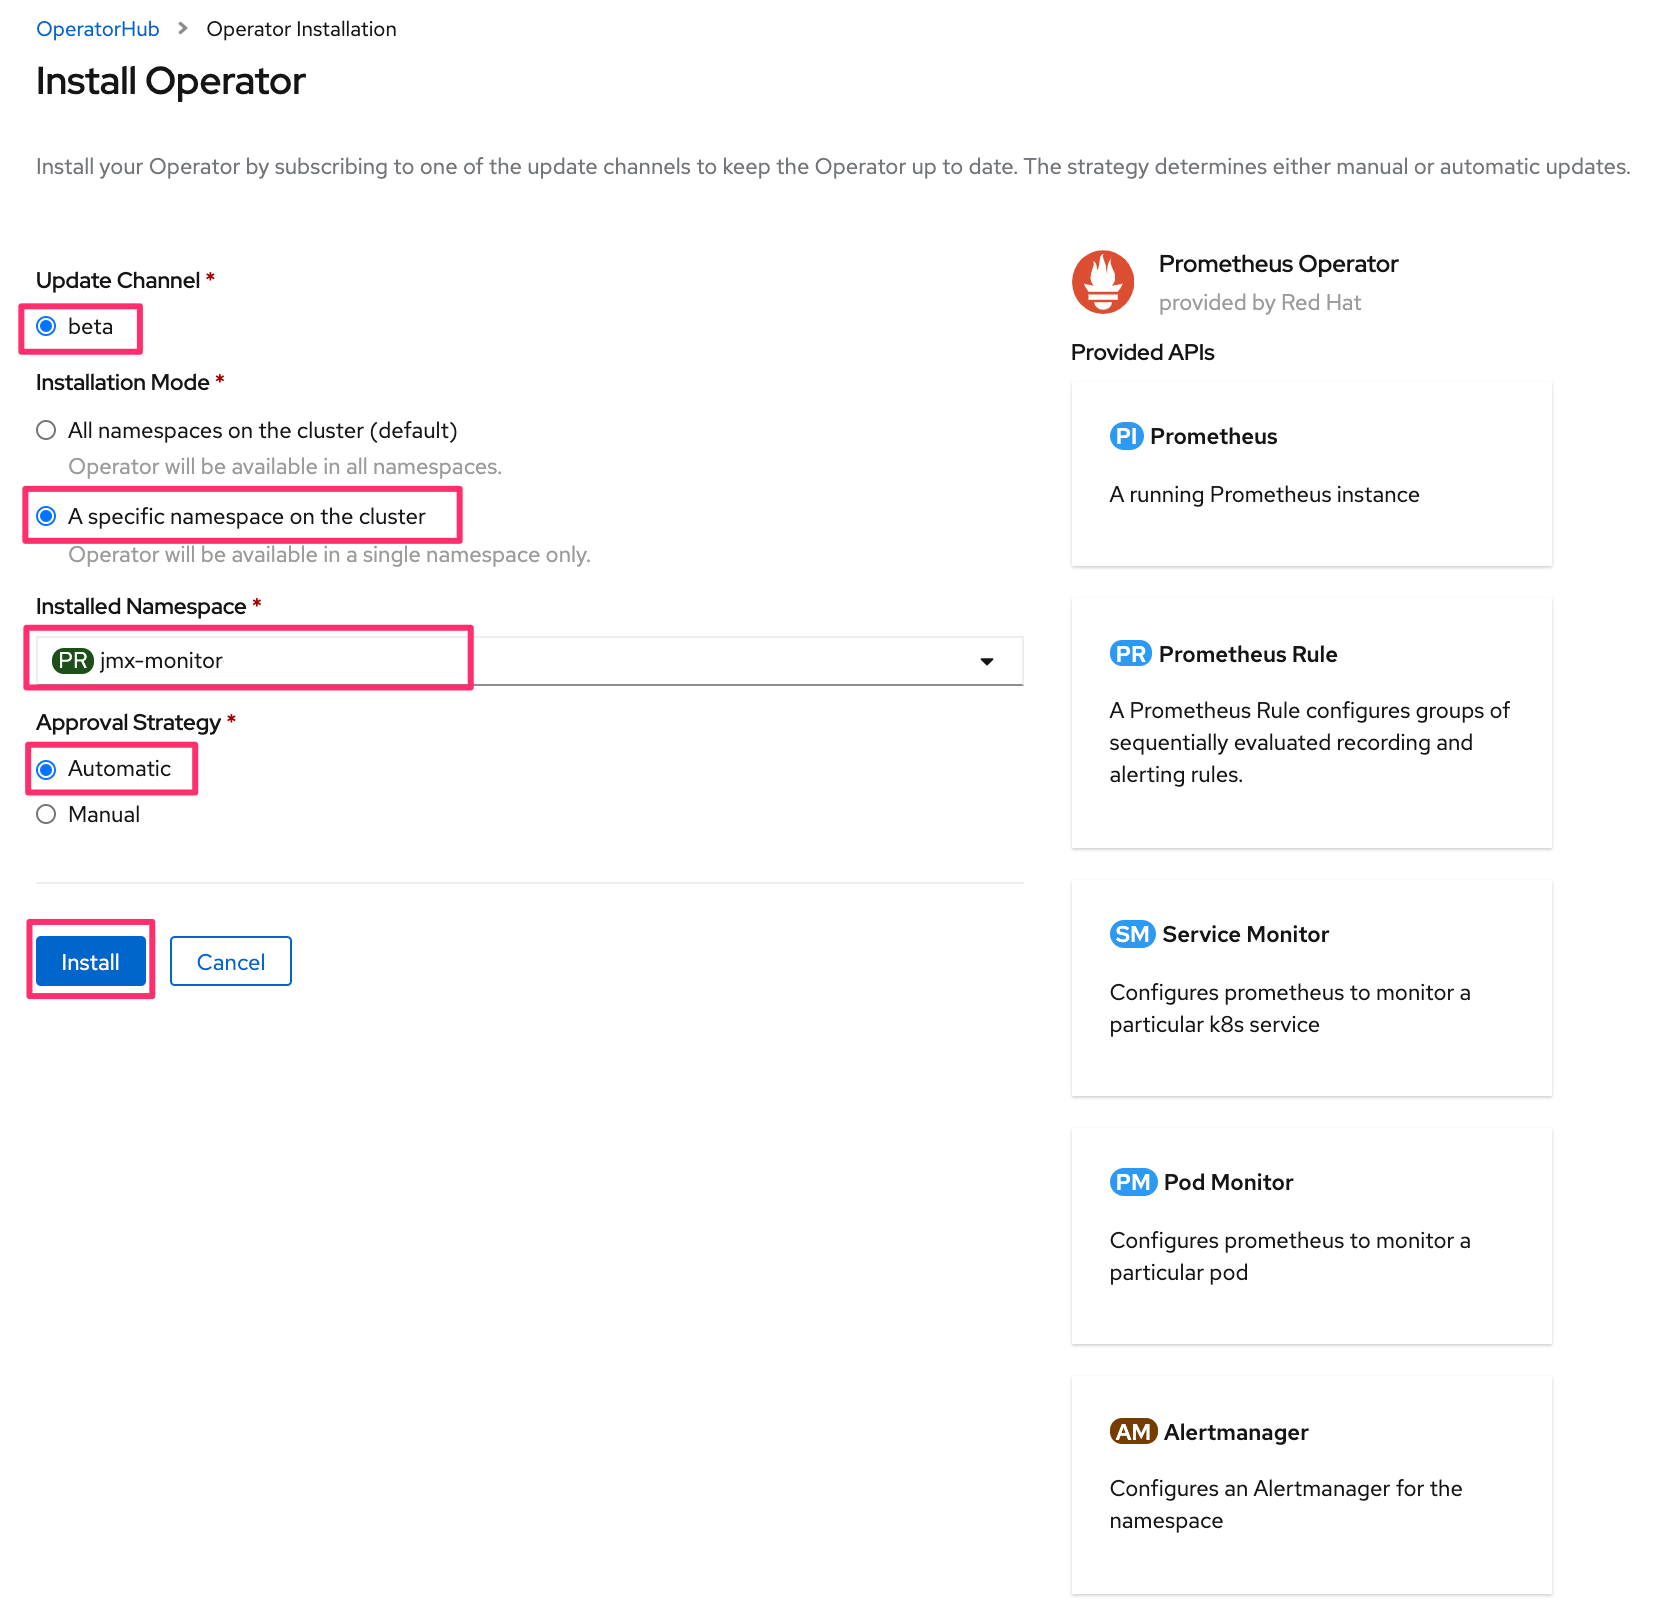 OperatorHub > Operator Installation
Install Operator
Install your Operator by subscribing to one of the update channels to keep the Operator up to date. The strategy determines either manual or automatic updates.
Update Channel *
beta
Installation Mode *
All namespaces on the cluster (default)
Operator will be available in all namespaces.
A specific namespace on the cluster
Operator will be available in a single namespace only.
Installed Namespace *
PR jmx-monitor
Approval Strategy *
Automatic
Manual
Install
Cancel
Prometheus Operator
provided by Red Hat
Provided APIs
PI Prometheus
A running Prometheus instance
PR Prometheus Rule
A Prometheus Rule configures groups of
sequentially evaluated recording and
alerting rules.
SM Service Monitor
Configures prometheus to monitor a
particular k8s service
PM Pod Monitor
Configures prometheus to monitor a
particular pod
AM Alertmanager
Configures an Alertmanager for the
namespace